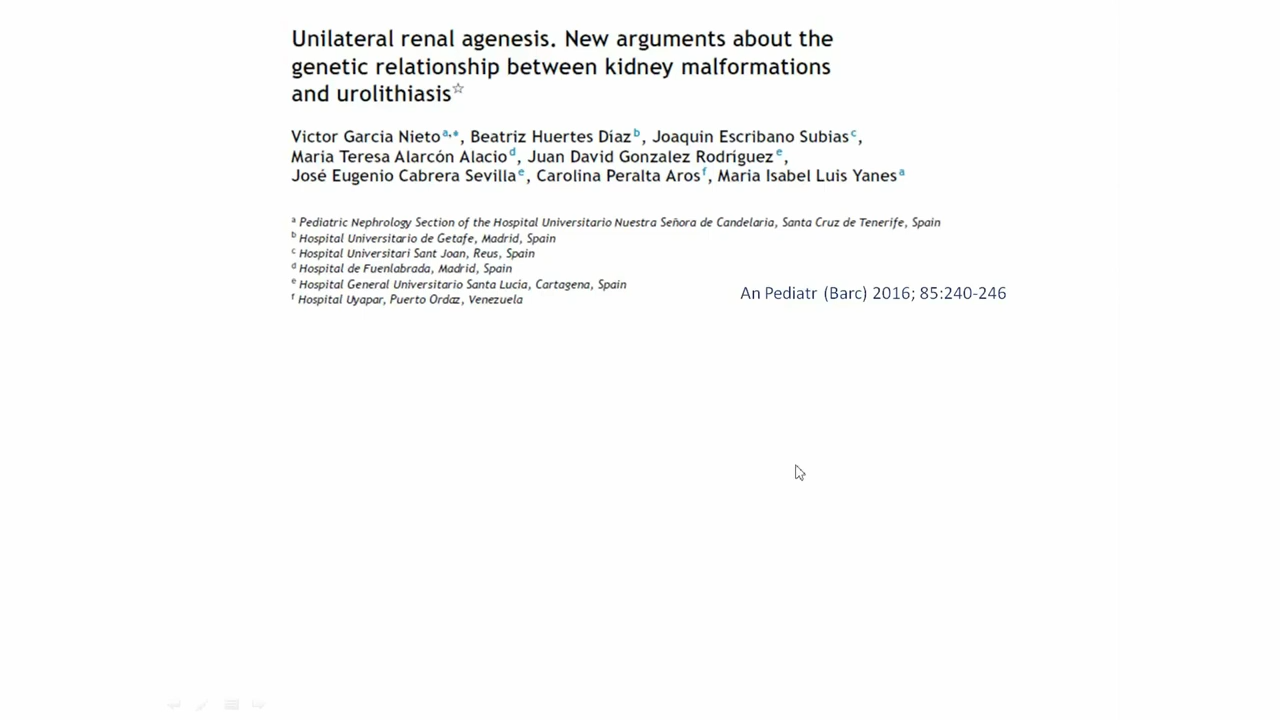 Unilateral renal agenesis. New arguments about the
genetic relationship between kidney malformations
and urolithiasis☆
Victor Garcia Nieto a,*, Beatriz Huertes Díaz b, Joaquin Escribano Subias c,
Maria Teresa Alarcón Alacio d, Juan David Gonzalez Rodríguez e,
José Eugenio Cabrera Sevilla e, Carolina Peralta Aros f, Maria Isabel Luis Yanes a
a Pediatric Nephrology Section of the Hospital Universitario Nuestra Señora de Candelaria, Santa Cruz de Tenerife, Spain
b Hospital Universitario de Getafe, Madrid, Spain
c Hospital Universitari Sant Joan, Reus, Spain
d Hospital de Fuenlabrada, Madrid, Spain
e Hospital General Universitario Santa Lucía, Cartagena, Spain
f Hospital Uyapar, Puerto Ordaz, Venezuela
An Pediatr (Barc) 2016; 85:240-246